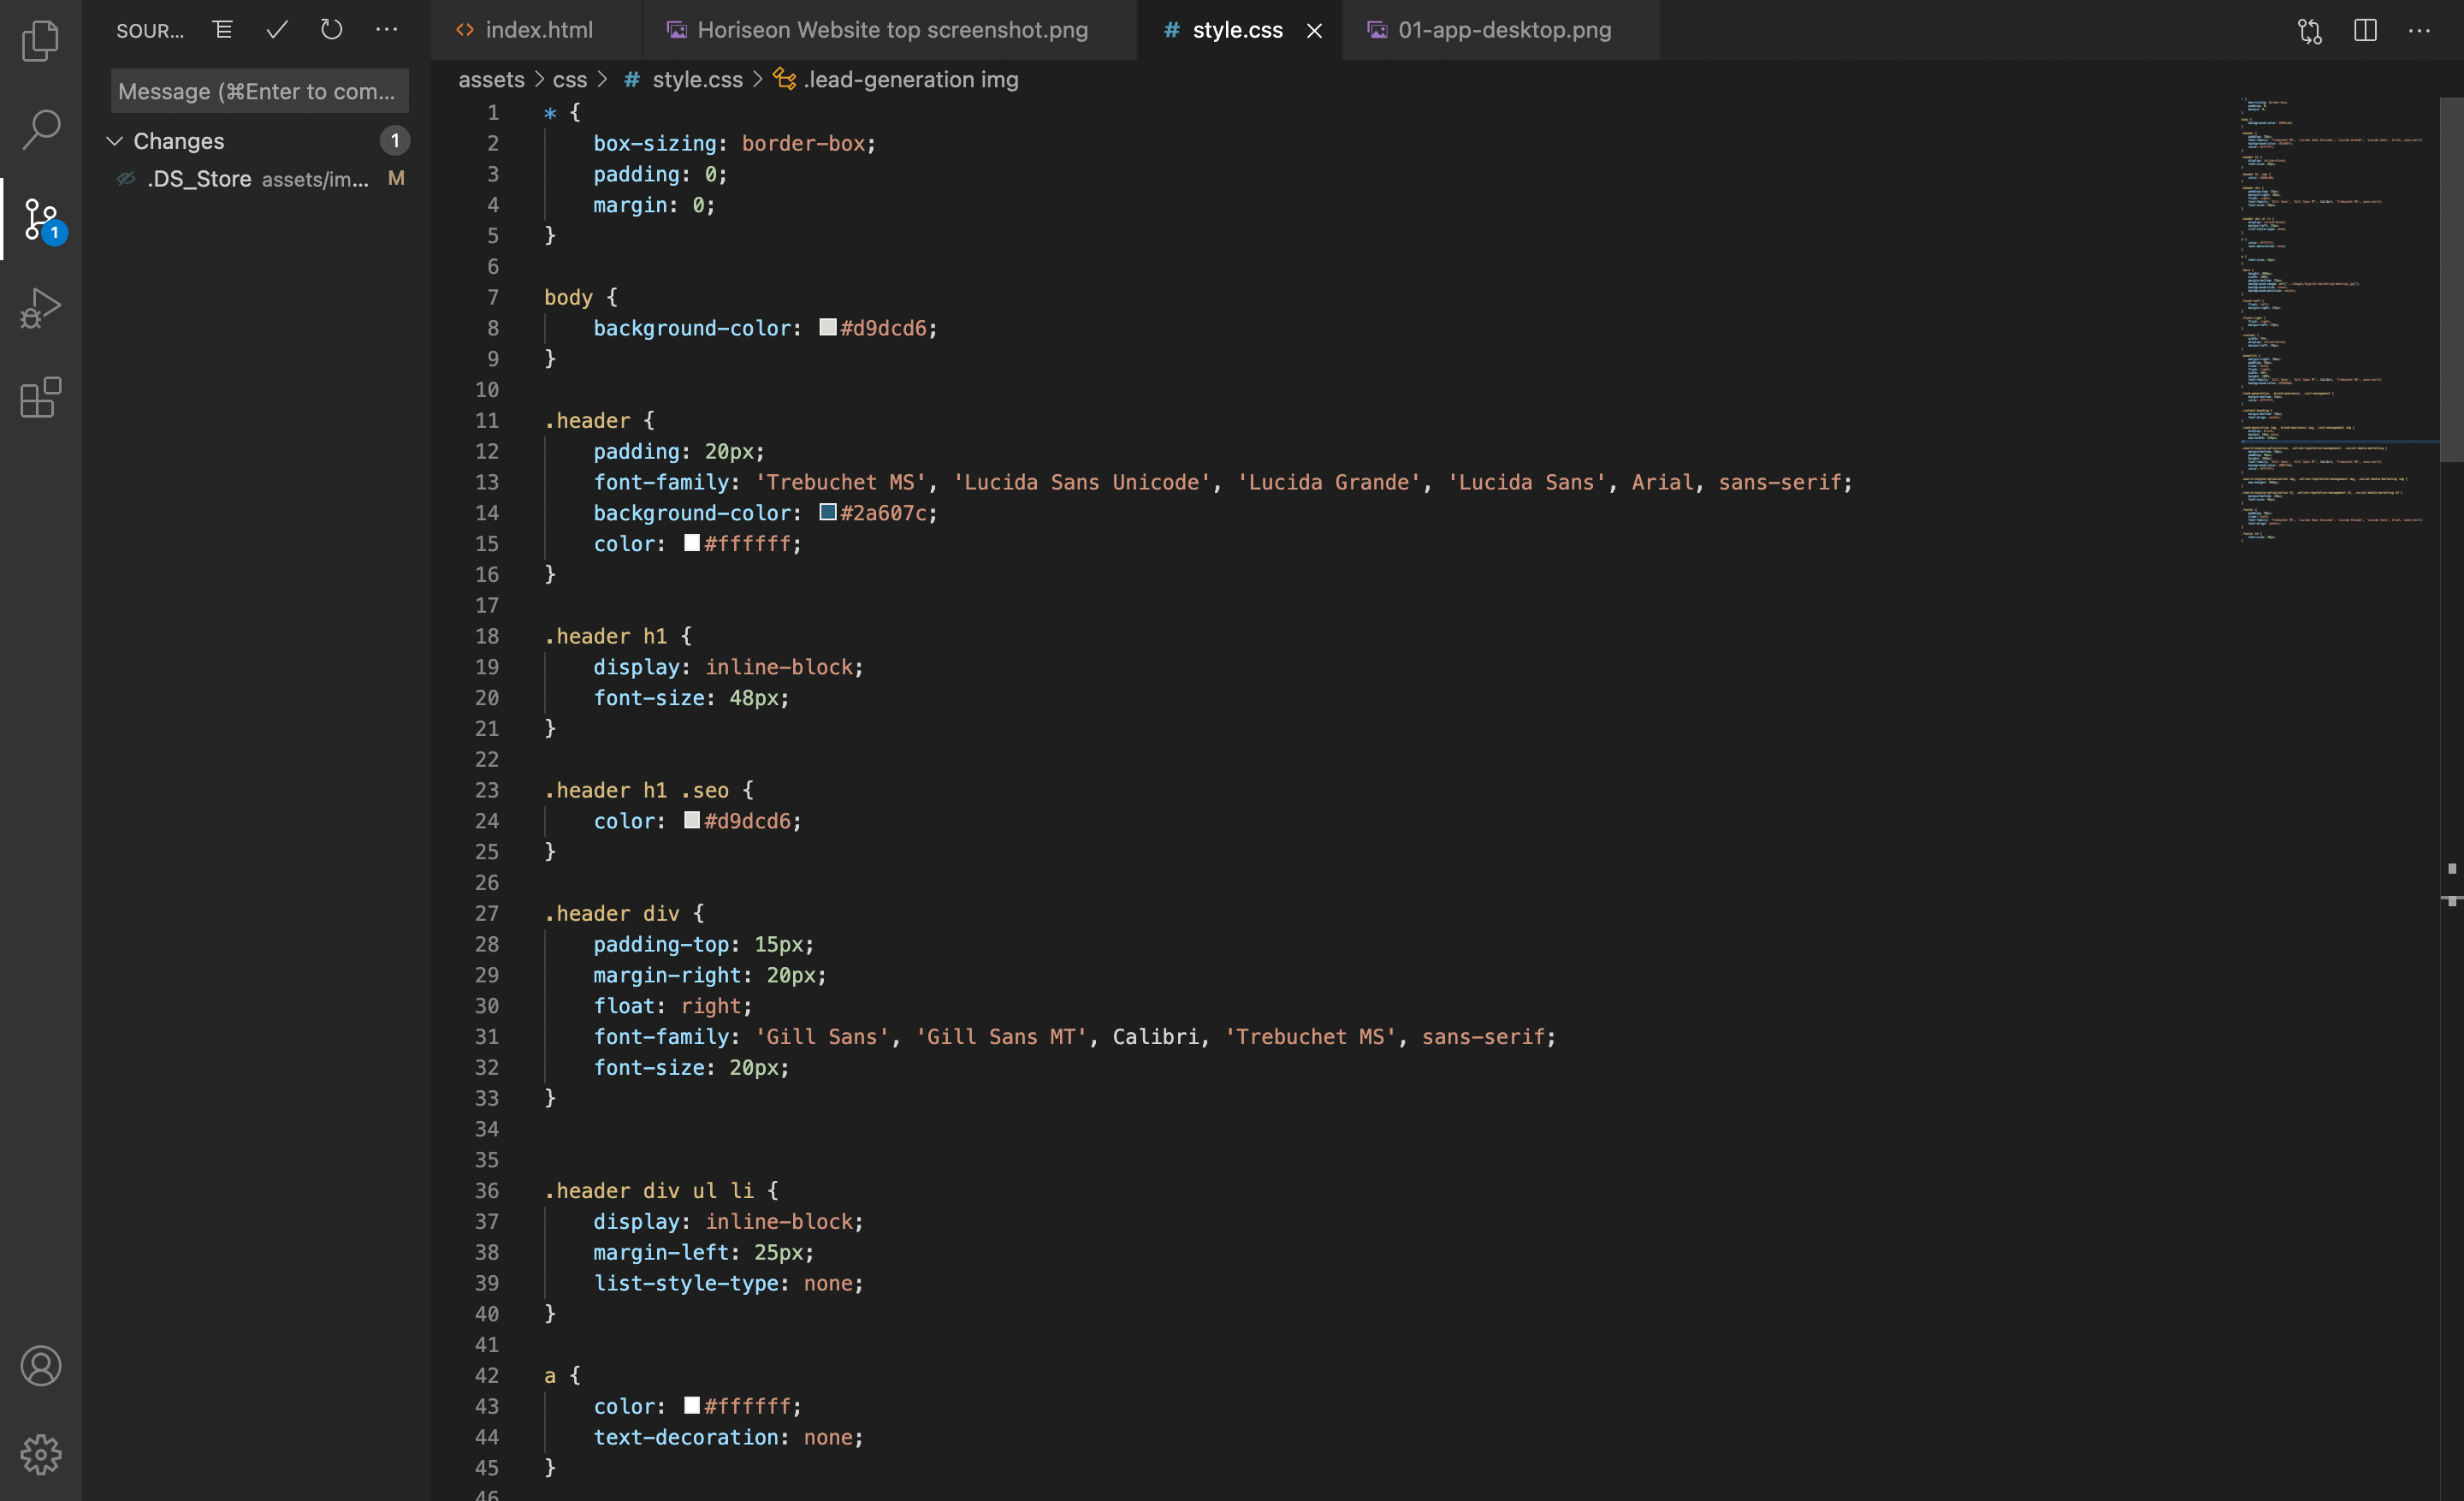 SOUR...
Message (⌘Enter to com...
Changes 1
.DS_Store assets/im... M
1
index.html
Horiseon Website top screenshot.png
# style.css
01-app-desktop.png
assets > css > # style.css > .lead-generation img
1 * {
2 box-sizing: border-box;
3 padding: 0;
4 margin: 0;
5 }
6
7 body {
8 background-color: #d9dcd6;
9 }
10
11 .header {
12 padding: 20px;
13 font-family: 'Trebuchet MS', 'Lucida Sans Unicode', 'Lucida Grande', 'Lucida Sans', Arial, sans-serif;
14 background-color: #2a607c;
15 color: #ffffff;
16 }
17
18 .header h1 {
19 display: inline-block;
20 font-size: 48px;
21 }
22
23 .header h1 .seo {
24 color: #d9dcd6;
25 }
26
27 .header div {
28 padding-top: 15px;
29 margin-right: 20px;
30 float: right;
31 font-family: 'Gill Sans', 'Gill Sans MT', Calibri, 'Trebuchet MS', sans-serif;
32 font-size: 20px;
33 }
34
35
36 .header div ul li {
37 display: inline-block;
38 margin-left: 25px;
39 list-style-type: none;
40 }
41
42 a {
43 color: #ffffff;
44 text-decoration: none;
45 }
46